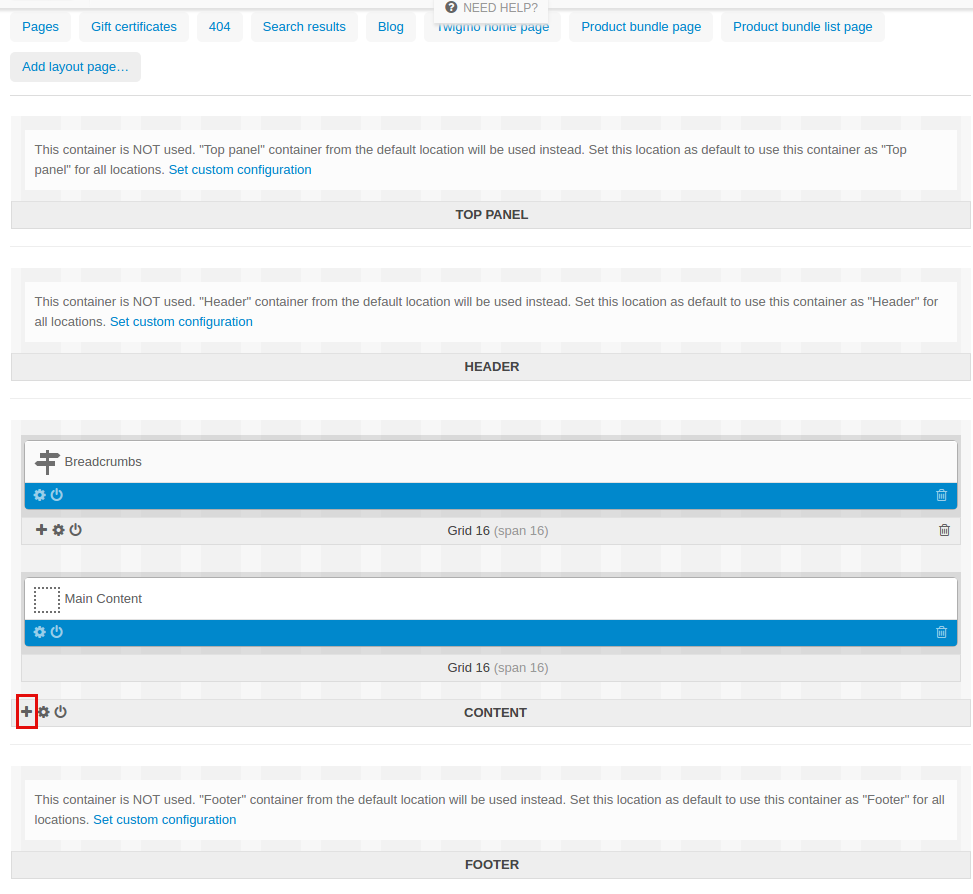 NEED HELP?
Pages Gift certificates 404 Search results Blog Twigmo home page Product bundle page Product bundle list page
Add layout page…
This container is NOT used. "Top panel" container from the default location will be used instead. Set this location as default to use this container as "Top
panel" for all locations. Set custom configuration
TOP PANEL
This container is NOT used. "Header" container from the default location will be used instead. Set this location as default to use this container as "Header" for
all locations. Set custom configuration
HEADER
Breadcrumbs
Grid 16 (span 16)
Main Content
Grid 16 (span 16)
CONTENT
This container is NOT used. "Footer" container from the default location will be used instead. Set this location as default to use this container as "Footer" for all
locations. Set custom configuration
FOOTER